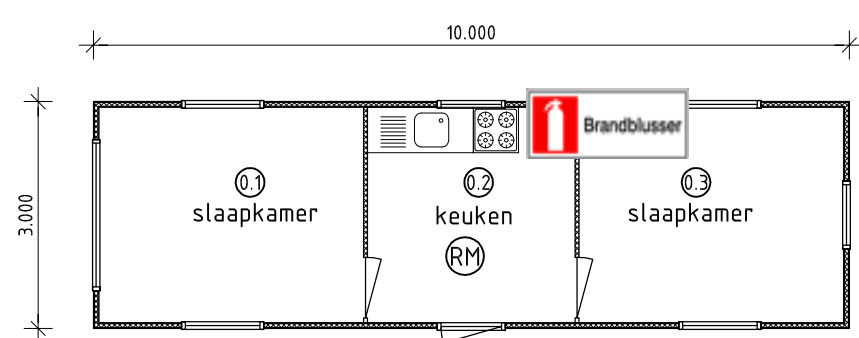 10.000
Brandblusser
3.000
0.1
slaapkamer
0.2
keuken
RM
0.3
slaapkamer